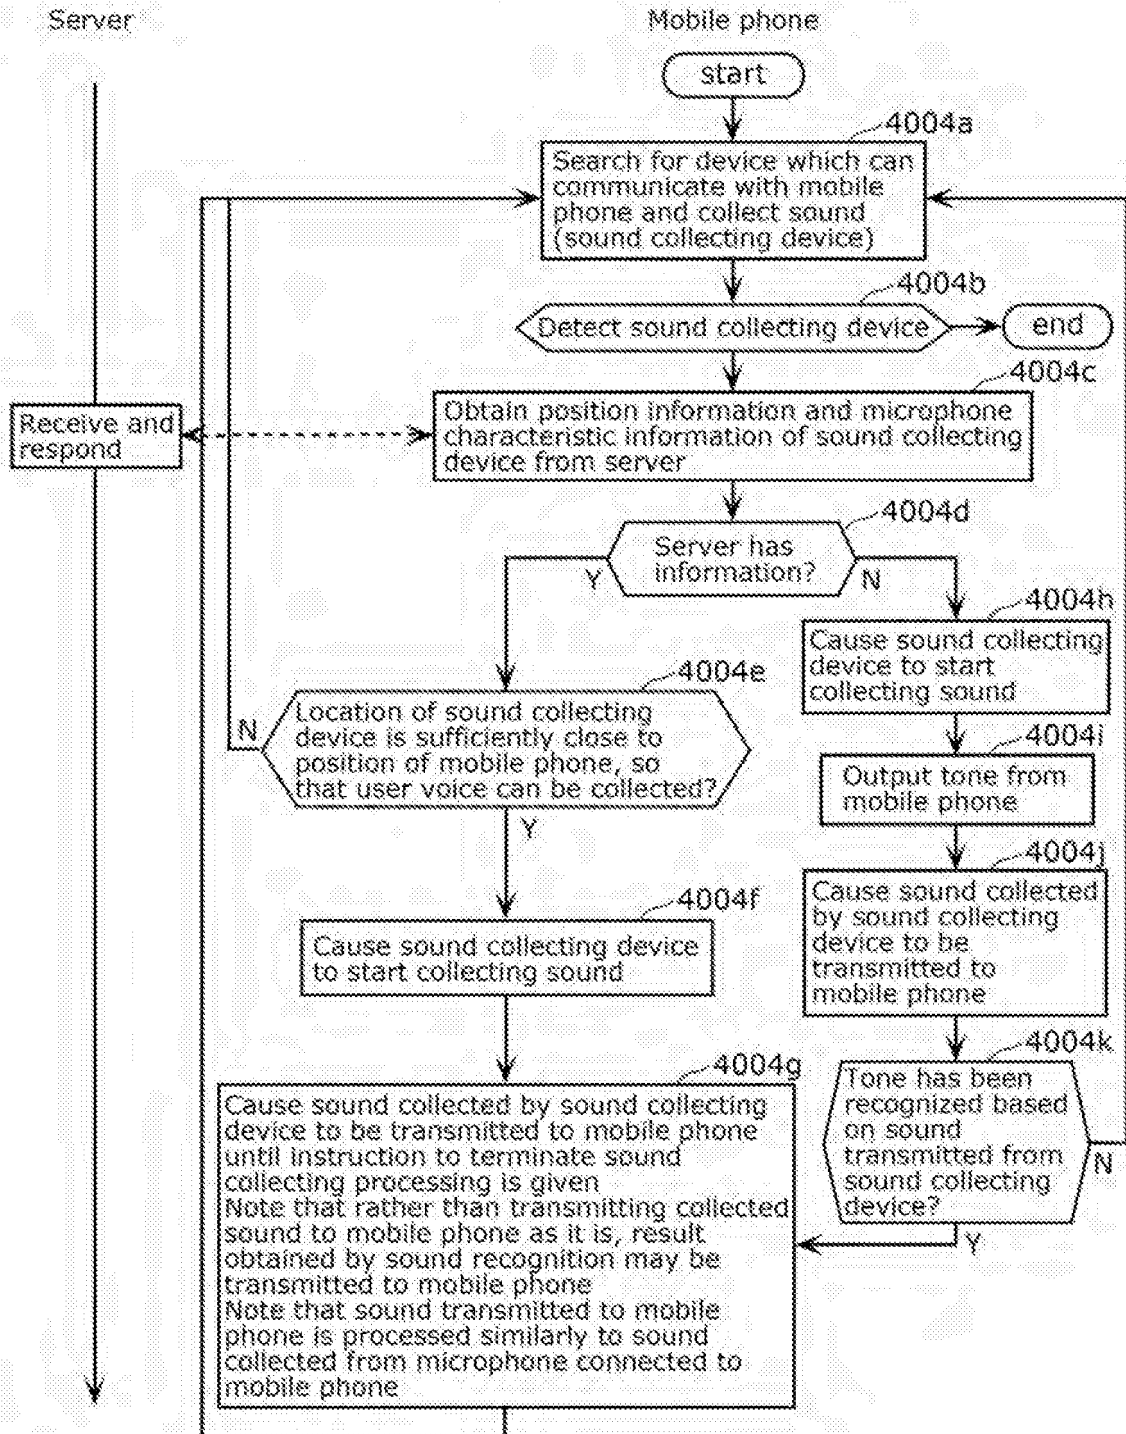 Server
Mobile phone
start
4004a
Search for device which can
communicate with mobile
phone and collect sound
(sound collecting device)
4004b
Detect sound collecting device
end
4004c
Receive and
respond
Obtain position information and microphone
characteristic information of sound collecting
device from server
4004d
Server has
information?
Y
N
4004h
Cause sound collecting
device to start
collecting sound
4004e
Location of sound collecting
device is sufficiently close to
position of mobile phone, so
that user voice can be collected?
N
Y
4004i
Output tone from
mobile phone
4004j
Cause sound collected
by sound collecting
device to be
transmitted to
mobile phone
4004f
Cause sound collecting device
to start collecting sound
4004k
Tone has been
recognized based
on sound
transmitted from
sound collecting
device?
N
Y
4004g
Cause sound collected by sound collecting
device to be transmitted to mobile phone
until instruction to terminate sound
collecting processing is given
Note that rather than transmitting collected
sound to mobile phone as it is, result
obtained by sound recognition may be
transmitted to mobile phone
Note that sound transmitted to mobile
phone is processed similarly to sound
collected from microphone connected to
mobile phone